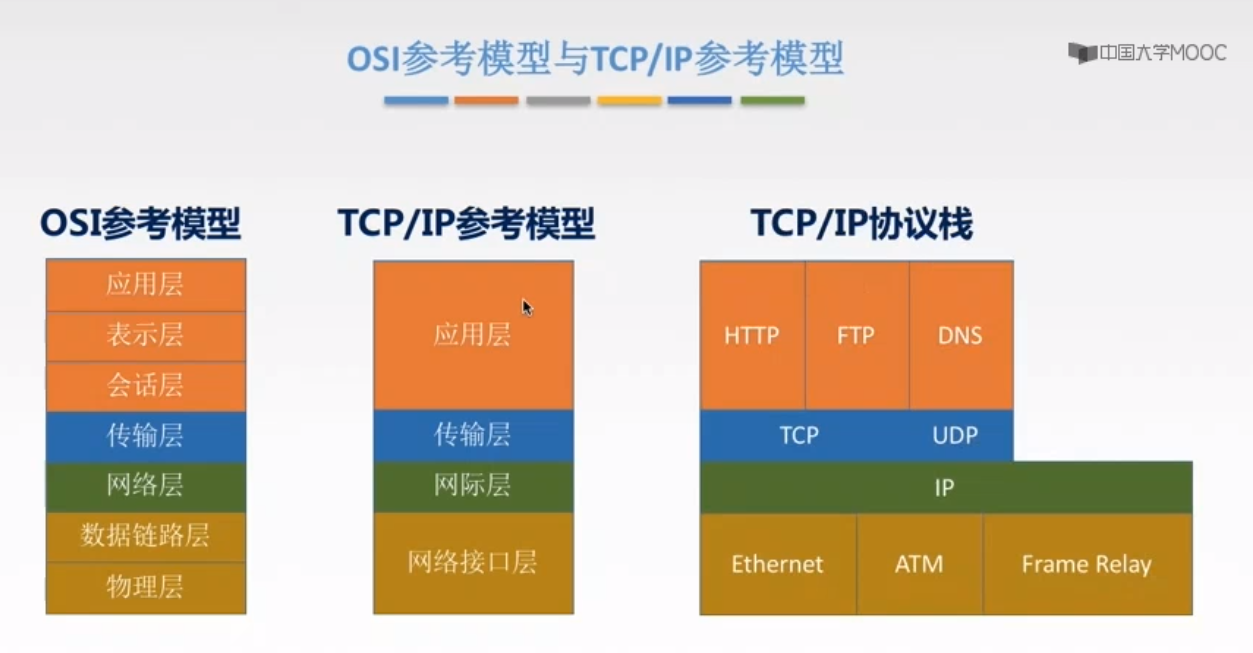 OSI参考模型与TCP/IP参考模型
中国大学MOOC
OSI参考模型
应用层
表示层
会话层
传输层
网络层
数据链路层
物理层
TCP/IP参考模型
应用层
传输层
网际层
网络接口层
TCP/IP协议栈
HTTP FTP DNS
TCP UDP
IP
Ethernet ATM Frame Relay